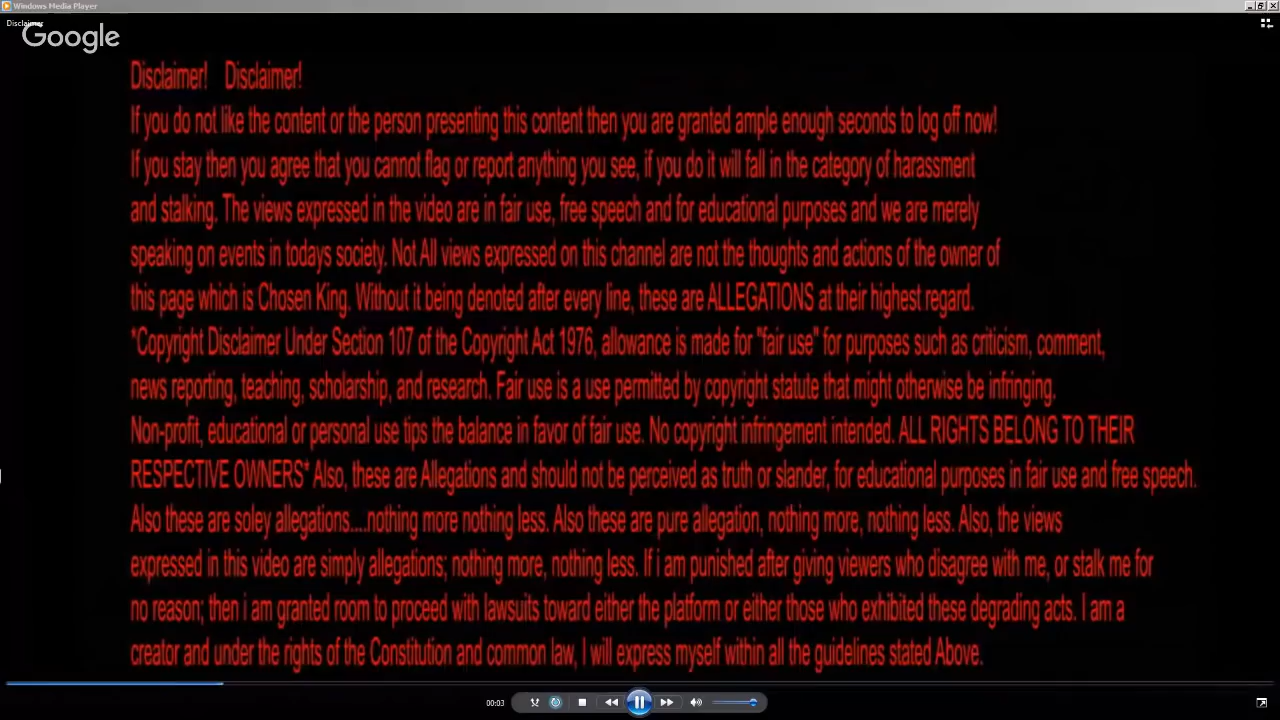 Windows Media Player
Disclaimer
Google
Disclaimer! Disclaimer!
If you do not like the content or the person presenting this content then you are granted ample enough seconds to log off now!
If you stay then you agree that you cannot flag or report anything you see, if you do it will fall in the category of harassment
and stalking. The views expressed in the video are in fair use, free speech and for educational purposes and we are merely
speaking on events in todays society. Not All views expressed on this channel are not the thoughts and actions of the owner of
this page which is Chosen King. Without it being denoted after every line, these are ALLEGATIONS at their highest regard.
*Copyright Disclaimer Under Section 107 of the Copyright Act 1976, allowance is made for "fair use" for purposes such as criticism, comment,
news reporting, teaching, scholarship, and research. Fair use is a use permitted by copyright statute that might otherwise be infringing.
Non-profit, educational or personal use tips the balance in favor of fair use. No copyright infringement intended. ALL RIGHTS BELONG TO THEIR
RESPECTIVE OWNERS* Also, these are Allegations and should not be perceived as truth or slander, for educational purposes in fair use and free speech.
Also these are soley allegations....nothing more nothing less. Also these are pure allegation, nothing more, nothing less. Also, the views
expressed in this video are simply allegations; nothing more, nothing less. If i am punished after giving viewers who disagree with me, or stalk me for
no reason; then i am granted room to proceed with lawsuits toward either the platform or either those who exhibited these degrading acts. I am a
creator and under the rights of the Constitution and common law, I will express myself within all the guidelines stated Above.
00:03